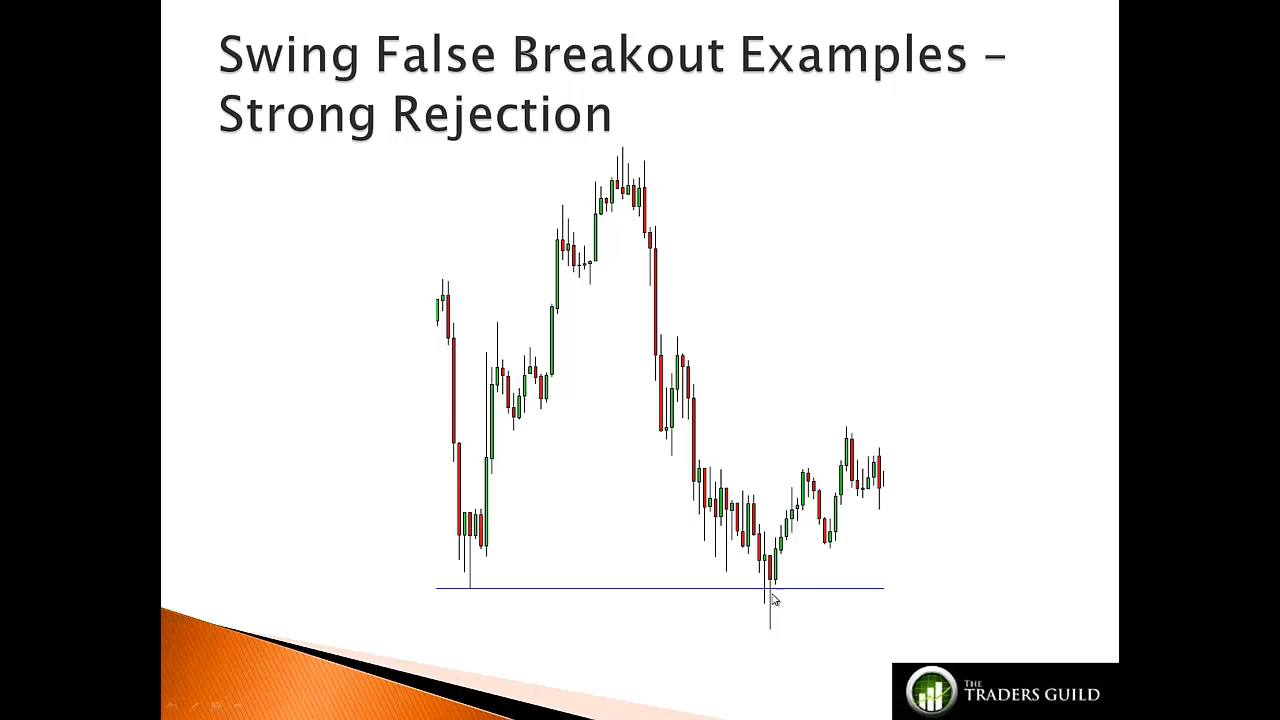 Swing False Breakout Examples –
Strong Rejection
THE
TRADERS GUILD